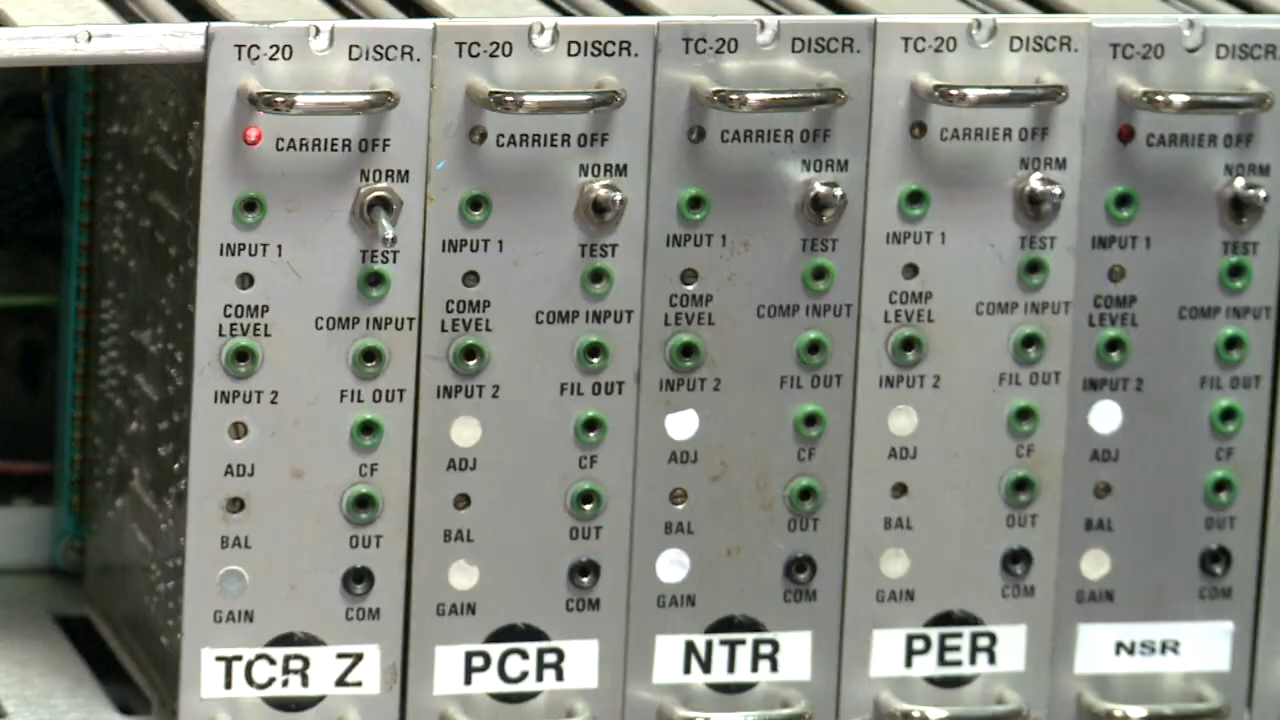 TC-20 DISCR.
CARRIER OFF
NORM
INPUT 1
TEST
COMP LEVEL
COMP INPUT
INPUT 2
FIL OUT
ADJ
CF
BAL
OUT
GAIN
COM
TCR Z
TC-20 DISCR.
CARRIER OFF
NORM
INPUT 1
TEST
COMP LEVEL
COMP INPUT
INPUT 2
FIL OUT
ADJ
CF
BAL
OUT
GAIN
COM
PCR
TC-20 DISCR.
CARRIER OFF
NORM
INPUT 1
TEST
COMP LEVEL
COMP INPUT
INPUT 2
FIL OUT
ADJ
CF
BAL
OUT
GAIN
COM
NTR
TC-20 DISCR.
CARRIER OFF
NORM
INPUT 1
TEST
COMP LEVEL
COMP INPUT
INPUT 2
FIL OUT
ADJ
CF
BAL
OUT
GAIN
COM
PER
TC-20 DISCR
CARRIER OFF
NORM
INPUT 1
TEST
COMP LEVEL
COMP INPUT
INPUT 2
FIL OUT
ADJ
CF
BAL
OUT
GAIN
COM
NSR